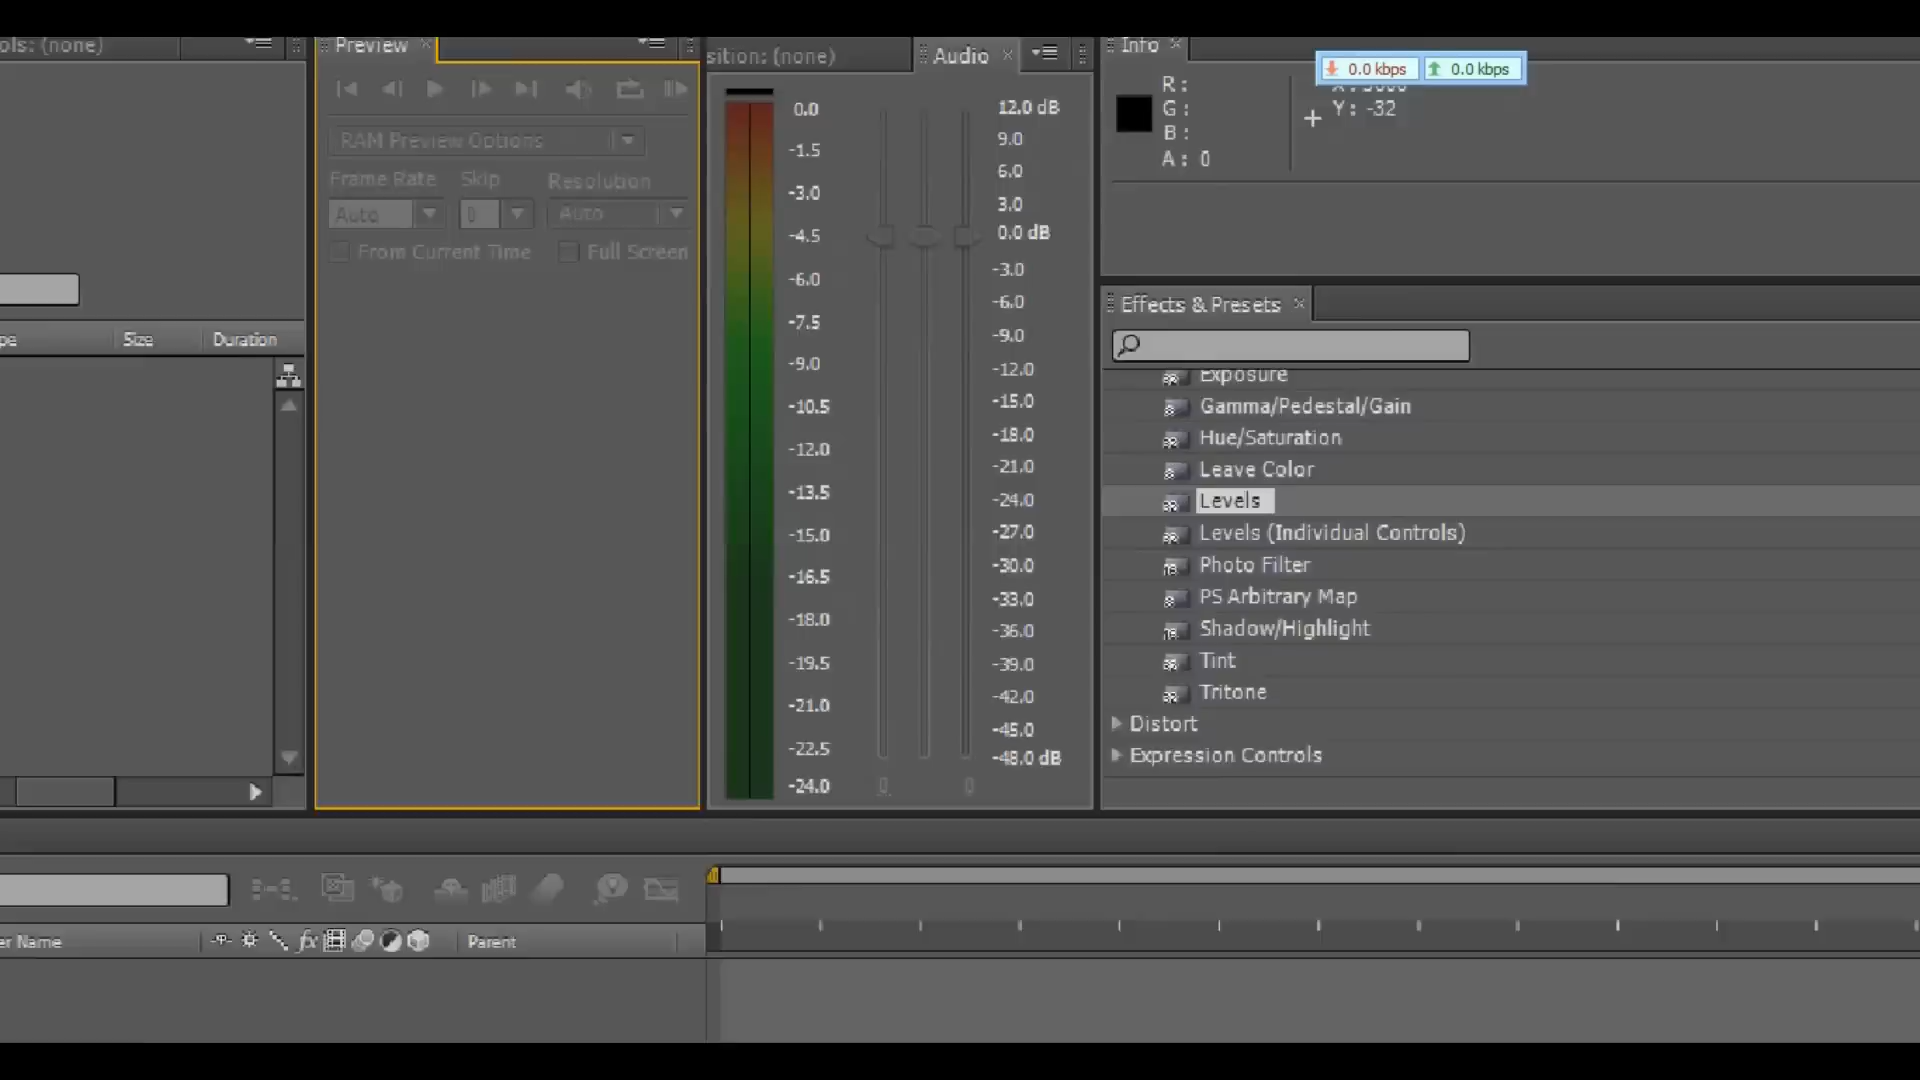 ols: (none)
Preview
RAM Preview Options
Frame Rate Skip Resolution
Auto 0 Auto
From Current Time Full Screen
pe Size Duration
sition: (none)
Audio
0.0
-1.5
-3.0
-4.5
-6.0
-7.5
-9.0
-10.5
-12.0
-13.5
-15.0
-16.5
-18.0
-19.5
-21.0
-22.5
-24.0
12.0 dB
9.0
6.0
3.0
0.0 dB
-3.0
-6.0
-9.0
-12.0
-15.0
-18.0
-21.0
-24.0
-27.0
-30.0
-33.0
-36.0
-39.0
-42.0
-45.0
-48.0 dB
0 0
Info
0.0 kbps 0.0 kbps
R :
G :
B :
A : 0
Y : -32
Effects & Presets
Exposure
Gamma/Pedestal/Gain
Hue/Saturation
Leave Color
Levels
Levels (Individual Controls)
Photo Filter
PS Arbitrary Map
Shadow/Highlight
Tint
Tritone
Distort
Expression Controls
er Name fx Parent